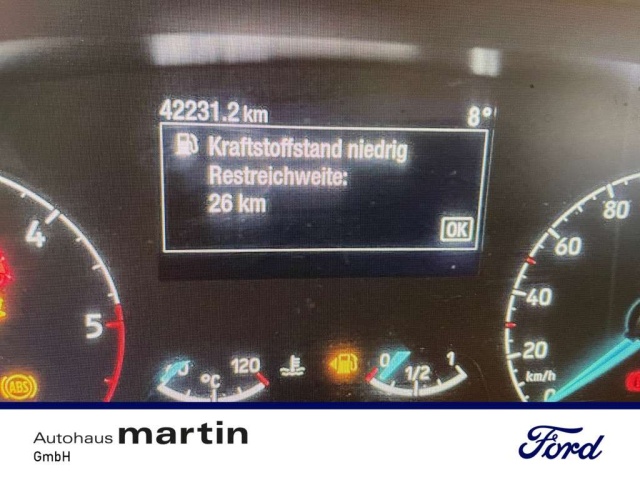 42231.2 km 8°
Kraftstoffstand niedrig
Restreichweite:
26 km
OK
4
5
80
60
40
20
km/h
0
120
°C
0
1/2
1
ABS
Autohaus martin
GmbH
Ford